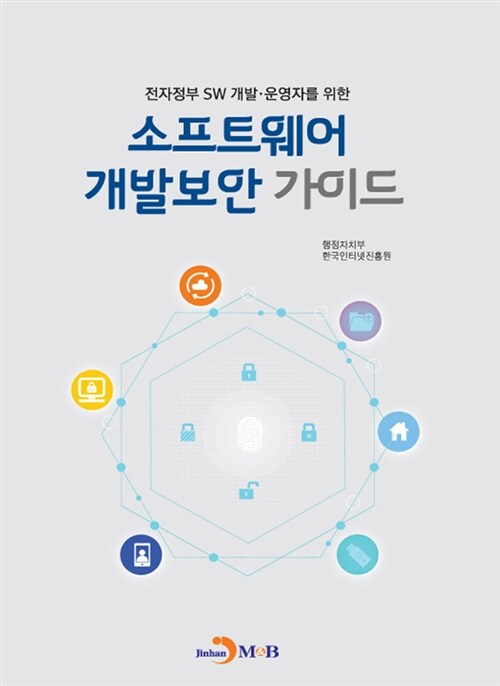 전자정부 SW 개발·운영자를 위한
소프트웨어
개발보안 가이드
행정자치부
한국인터넷진흥원
Jinhan M&B